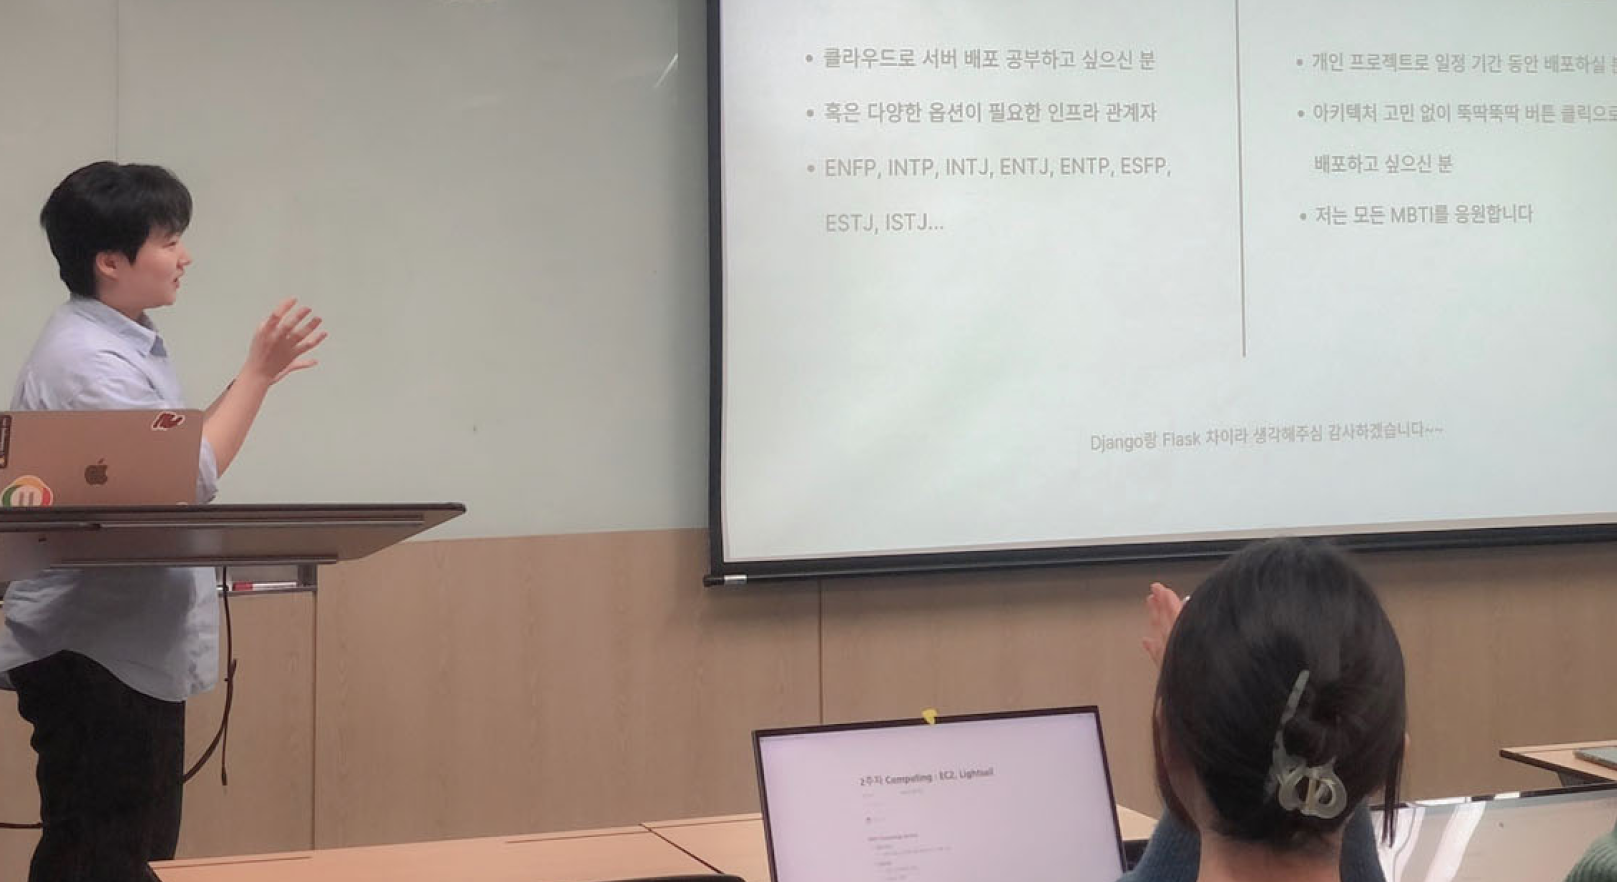 • 클라우드로 서버 배포 공부하고 싶으신 분
• 혹은 다양한 옵션이 필요한 인프라 관계자
• ENFP, INTP, INTJ, ENTJ, ENTP, ESFP,
ESTJ, ISTJ...
• 개인 프로젝트로 일정 기간 동안 배포하실
• 아키텍처 고민 없이 뚝딱뚝딱 버튼 클릭으로
배포하고 싶으신 분
• 저는 모든 MBTI를 응원합니다
Django랑 Flask 차이라 생각해주심 감사하겠습니다~~
2주차 Computing : EC2, Lightsail